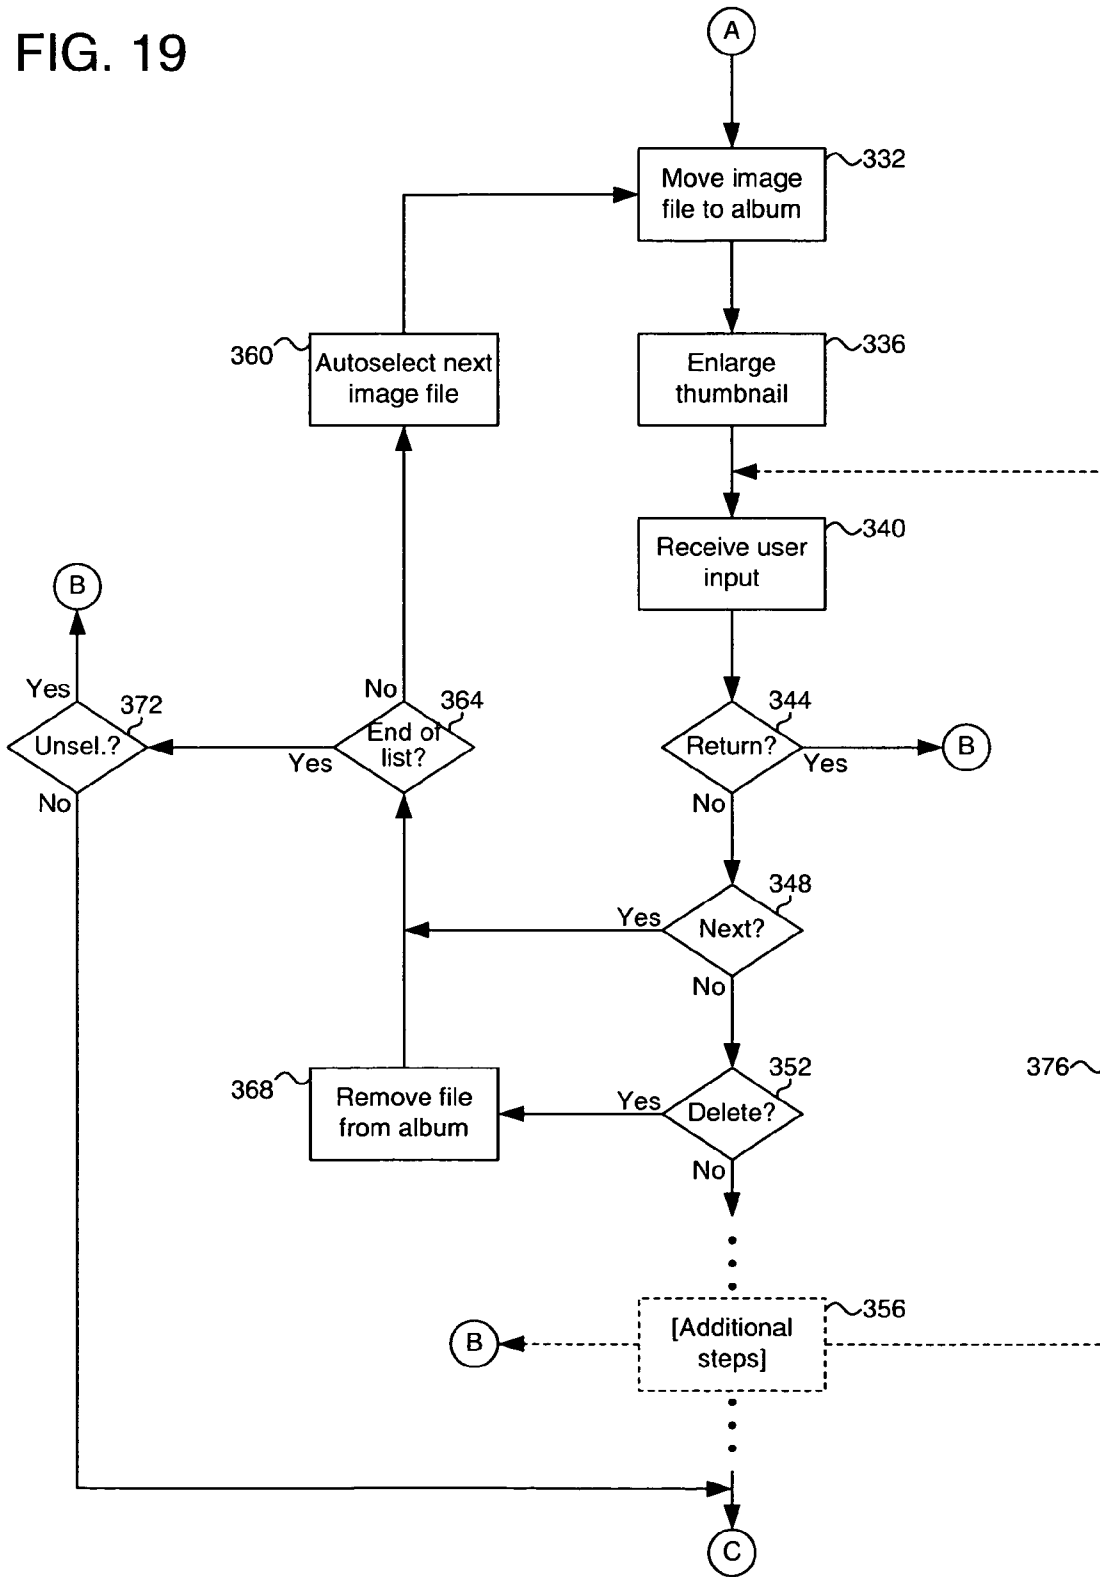 FIG. 19
A
332
Move image
file to album
360
Autoselect next
image file
336
Enlarge
thumbnail
340
Receive user
input
B
Yes
372
Unsel.?
No
No
364
End of
list?
Yes
344
Return?
Yes
B
No
348
Yes
Next?
No
368
Remove file
from album
352
Yes
Delete?
No
376
356
[Additional
steps]
B
C